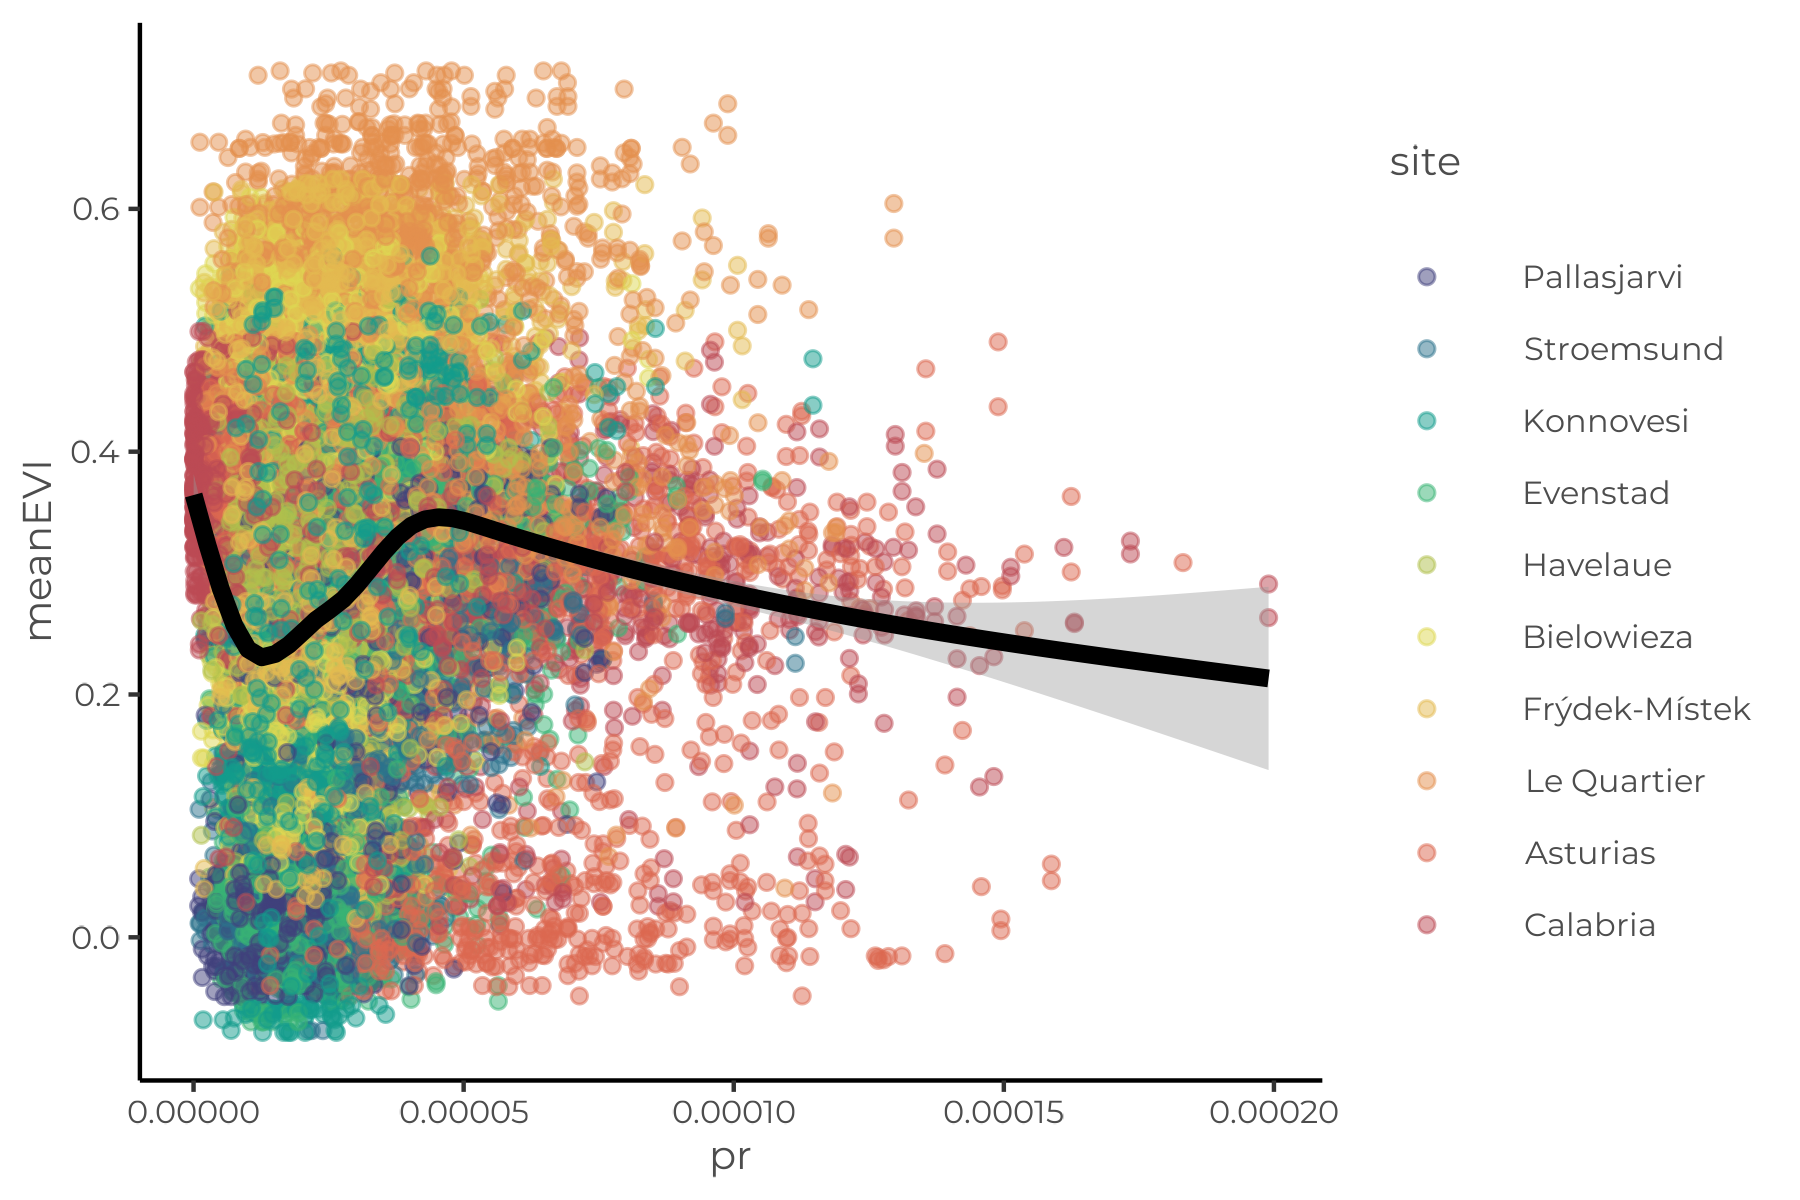 meanEVI
0.6
0.4
0.2
0.0
0.00000
0.00005
0.00010
0.00015
0.00020
pr
site
Pallasjarvi
Stroemsund
Konnovesi
Evenstad
Havelaue
Bielowieza
Frýdek-Místek
Le Quartier
Asturias
Calabria